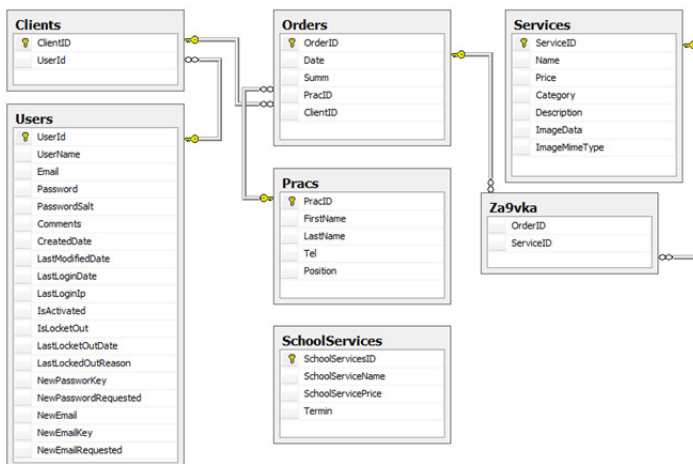 Clients
ClientID
UserId
Users
UserId
UserName
Email
Password
PasswordSalt
Comments
CreatedDate
LastModifiedDate
LastLoginDate
LastLoginIp
IsActivated
IsLocketOut
LastLocketOutDate
LastLockedOutReason
NewPassworKey
NewPasswordRequested
NewEmail
NewEmailKey
NewEmailRequested
Orders
OrderID
Date
Summ
PracID
ClientID
Pracs
PracID
FirstName
LastName
Tel
Position
SchoolServices
SchoolServicesID
SchoolServiceName
SchoolServicePrice
Termin
Services
ServiceID
Name
Price
Category
Description
ImageData
ImageMimeType
Za9vka
OrderID
ServiceID